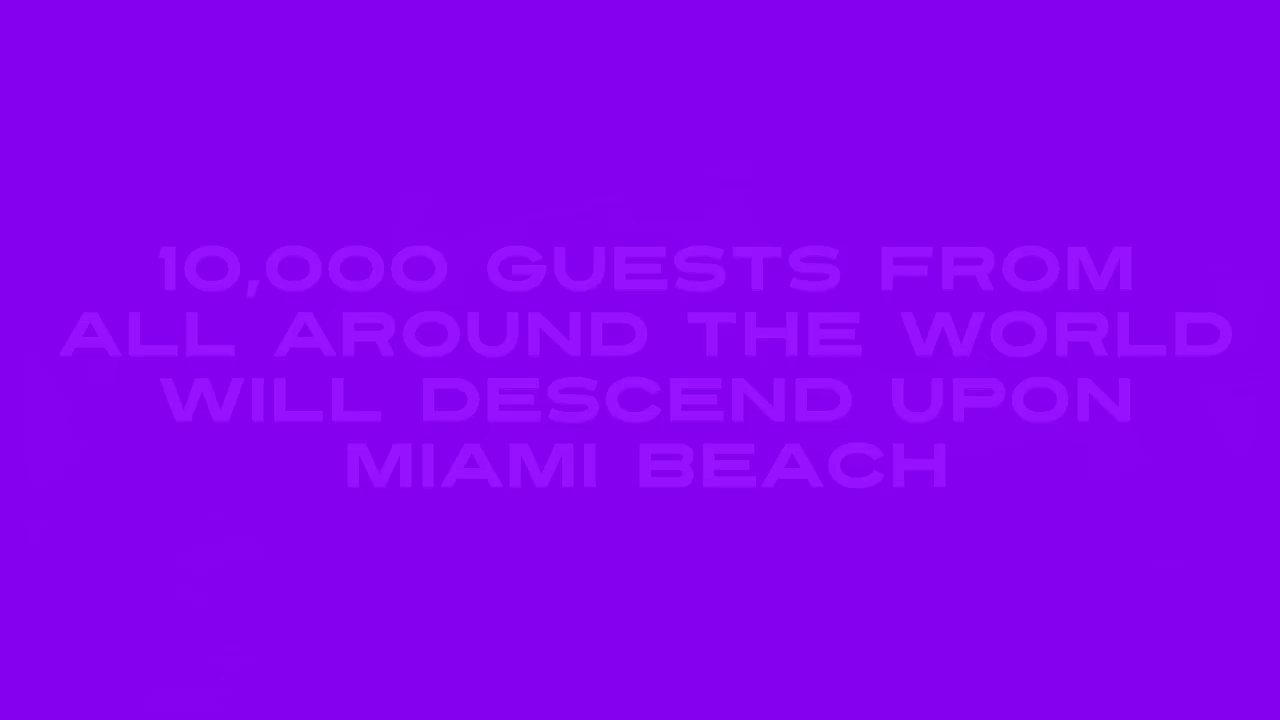 10,000 GUESTS FROM
ALL AROUND THE WORLD
WILL DESCEND UPON
MIAMI BEACH